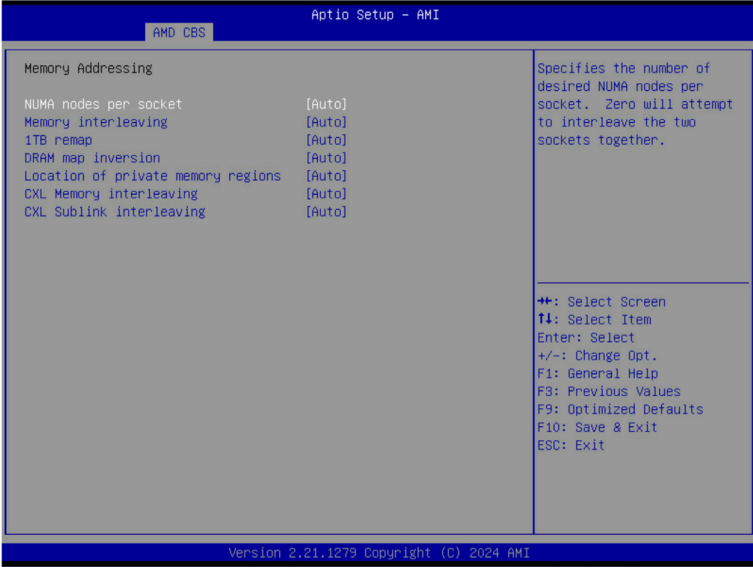 Aptio Setup – AMI
AMD CBS
Memory Addressing
NUMA nodes per socket [Auto]
Memory interleaving [Auto]
1TB remap [Auto]
DRAM map inversion [Auto]
Location of private memory regions [Auto]
CXL Memory interleaving [Auto]
CXL Sublink interleaving [Auto]
Specifies the number of
desired NUMA nodes per
socket. Zero will attempt
to interleave the two
sockets together.
→←: Select Screen
↑↓: Select Item
Enter: Select
+/-: Change Opt.
F1: General Help
F3: Previous Values
F9: Optimized Defaults
F10: Save & Exit
ESC: Exit
Version 2.21.1279 Copyright (C) 2024 AMI